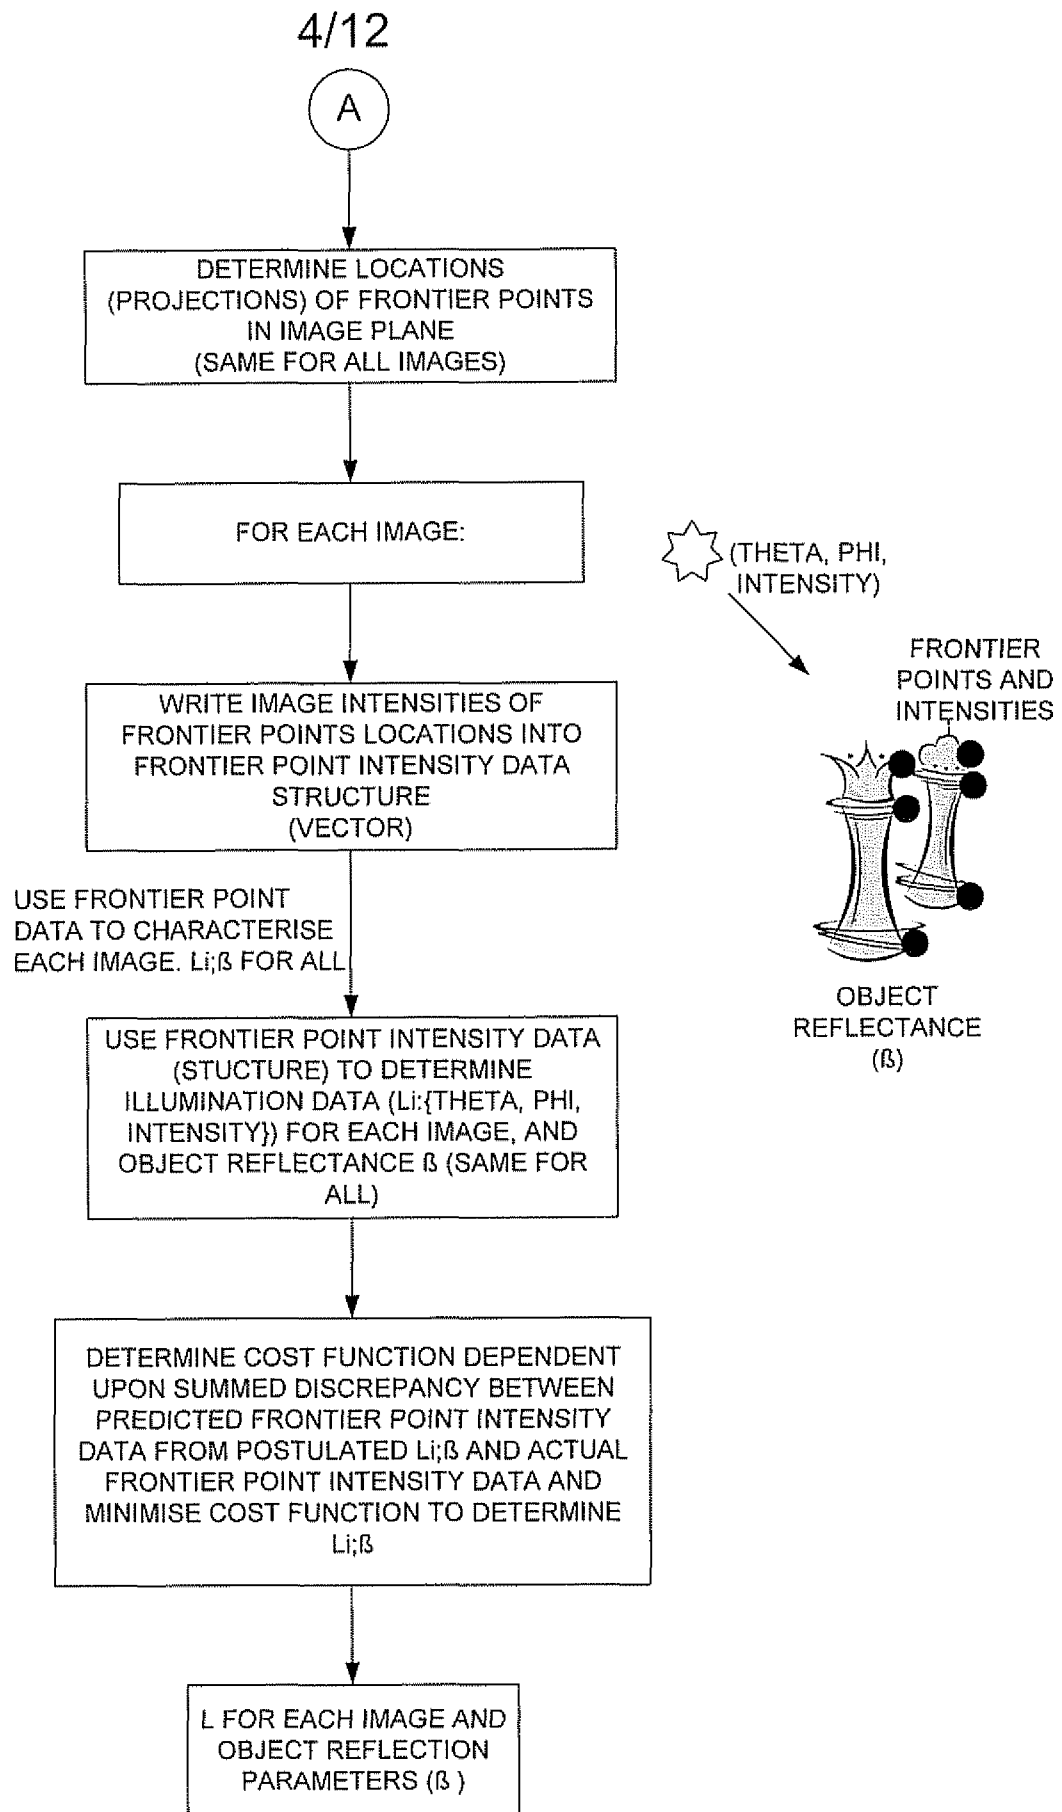 4/12
A
DETERMINE LOCATIONS
(PROJECTIONS) OF FRONTIER POINTS
IN IMAGE PLANE
(SAME FOR ALL IMAGES)
FOR EACH IMAGE:
(THETA, PHI,
INTENSITY)
FRONTIER
POINTS AND
INTENSITIES
WRITE IMAGE INTENSITIES OF
FRONTIER POINTS LOCATIONS INTO
FRONTIER POINT INTENSITY DATA
STRUCTURE
(VECTOR)
USE FRONTIER POINT
DATA TO CHARACTERISE
EACH IMAGE. Li;ß FOR ALL
OBJECT
REFLECTANCE
(ß)
USE FRONTIER POINT INTENSITY DATA
(STUCTURE) TO DETERMINE
ILLUMINATION DATA (Li:{THETA, PHI,
INTENSITY}) FOR EACH IMAGE, AND
OBJECT REFLECTANCE ß (SAME FOR
ALL)
DETERMINE COST FUNCTION DEPENDENT
UPON SUMMED DISCREPANCY BETWEEN
PREDICTED FRONTIER POINT INTENSITY
DATA FROM POSTULATED Li;ß AND ACTUAL
FRONTIER POINT INTENSITY DATA AND
MINIMISE COST FUNCTION TO DETERMINE
Li;ß
L FOR EACH IMAGE AND
OBJECT REFLECTION
PARAMETERS (ß )